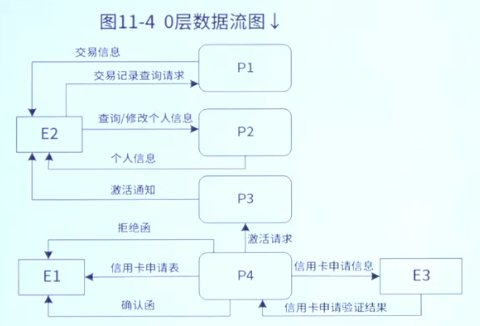 图11-4 0层数据流图↓
交易信息
P1
交易记录查询请求
E2
查询/修改个人信息
P2
个人信息
激活通知
P3
拒绝函
激活请求
E1
信用卡申请表
P4
信用卡申请信息
E3
确认函
信用卡申请验证结果